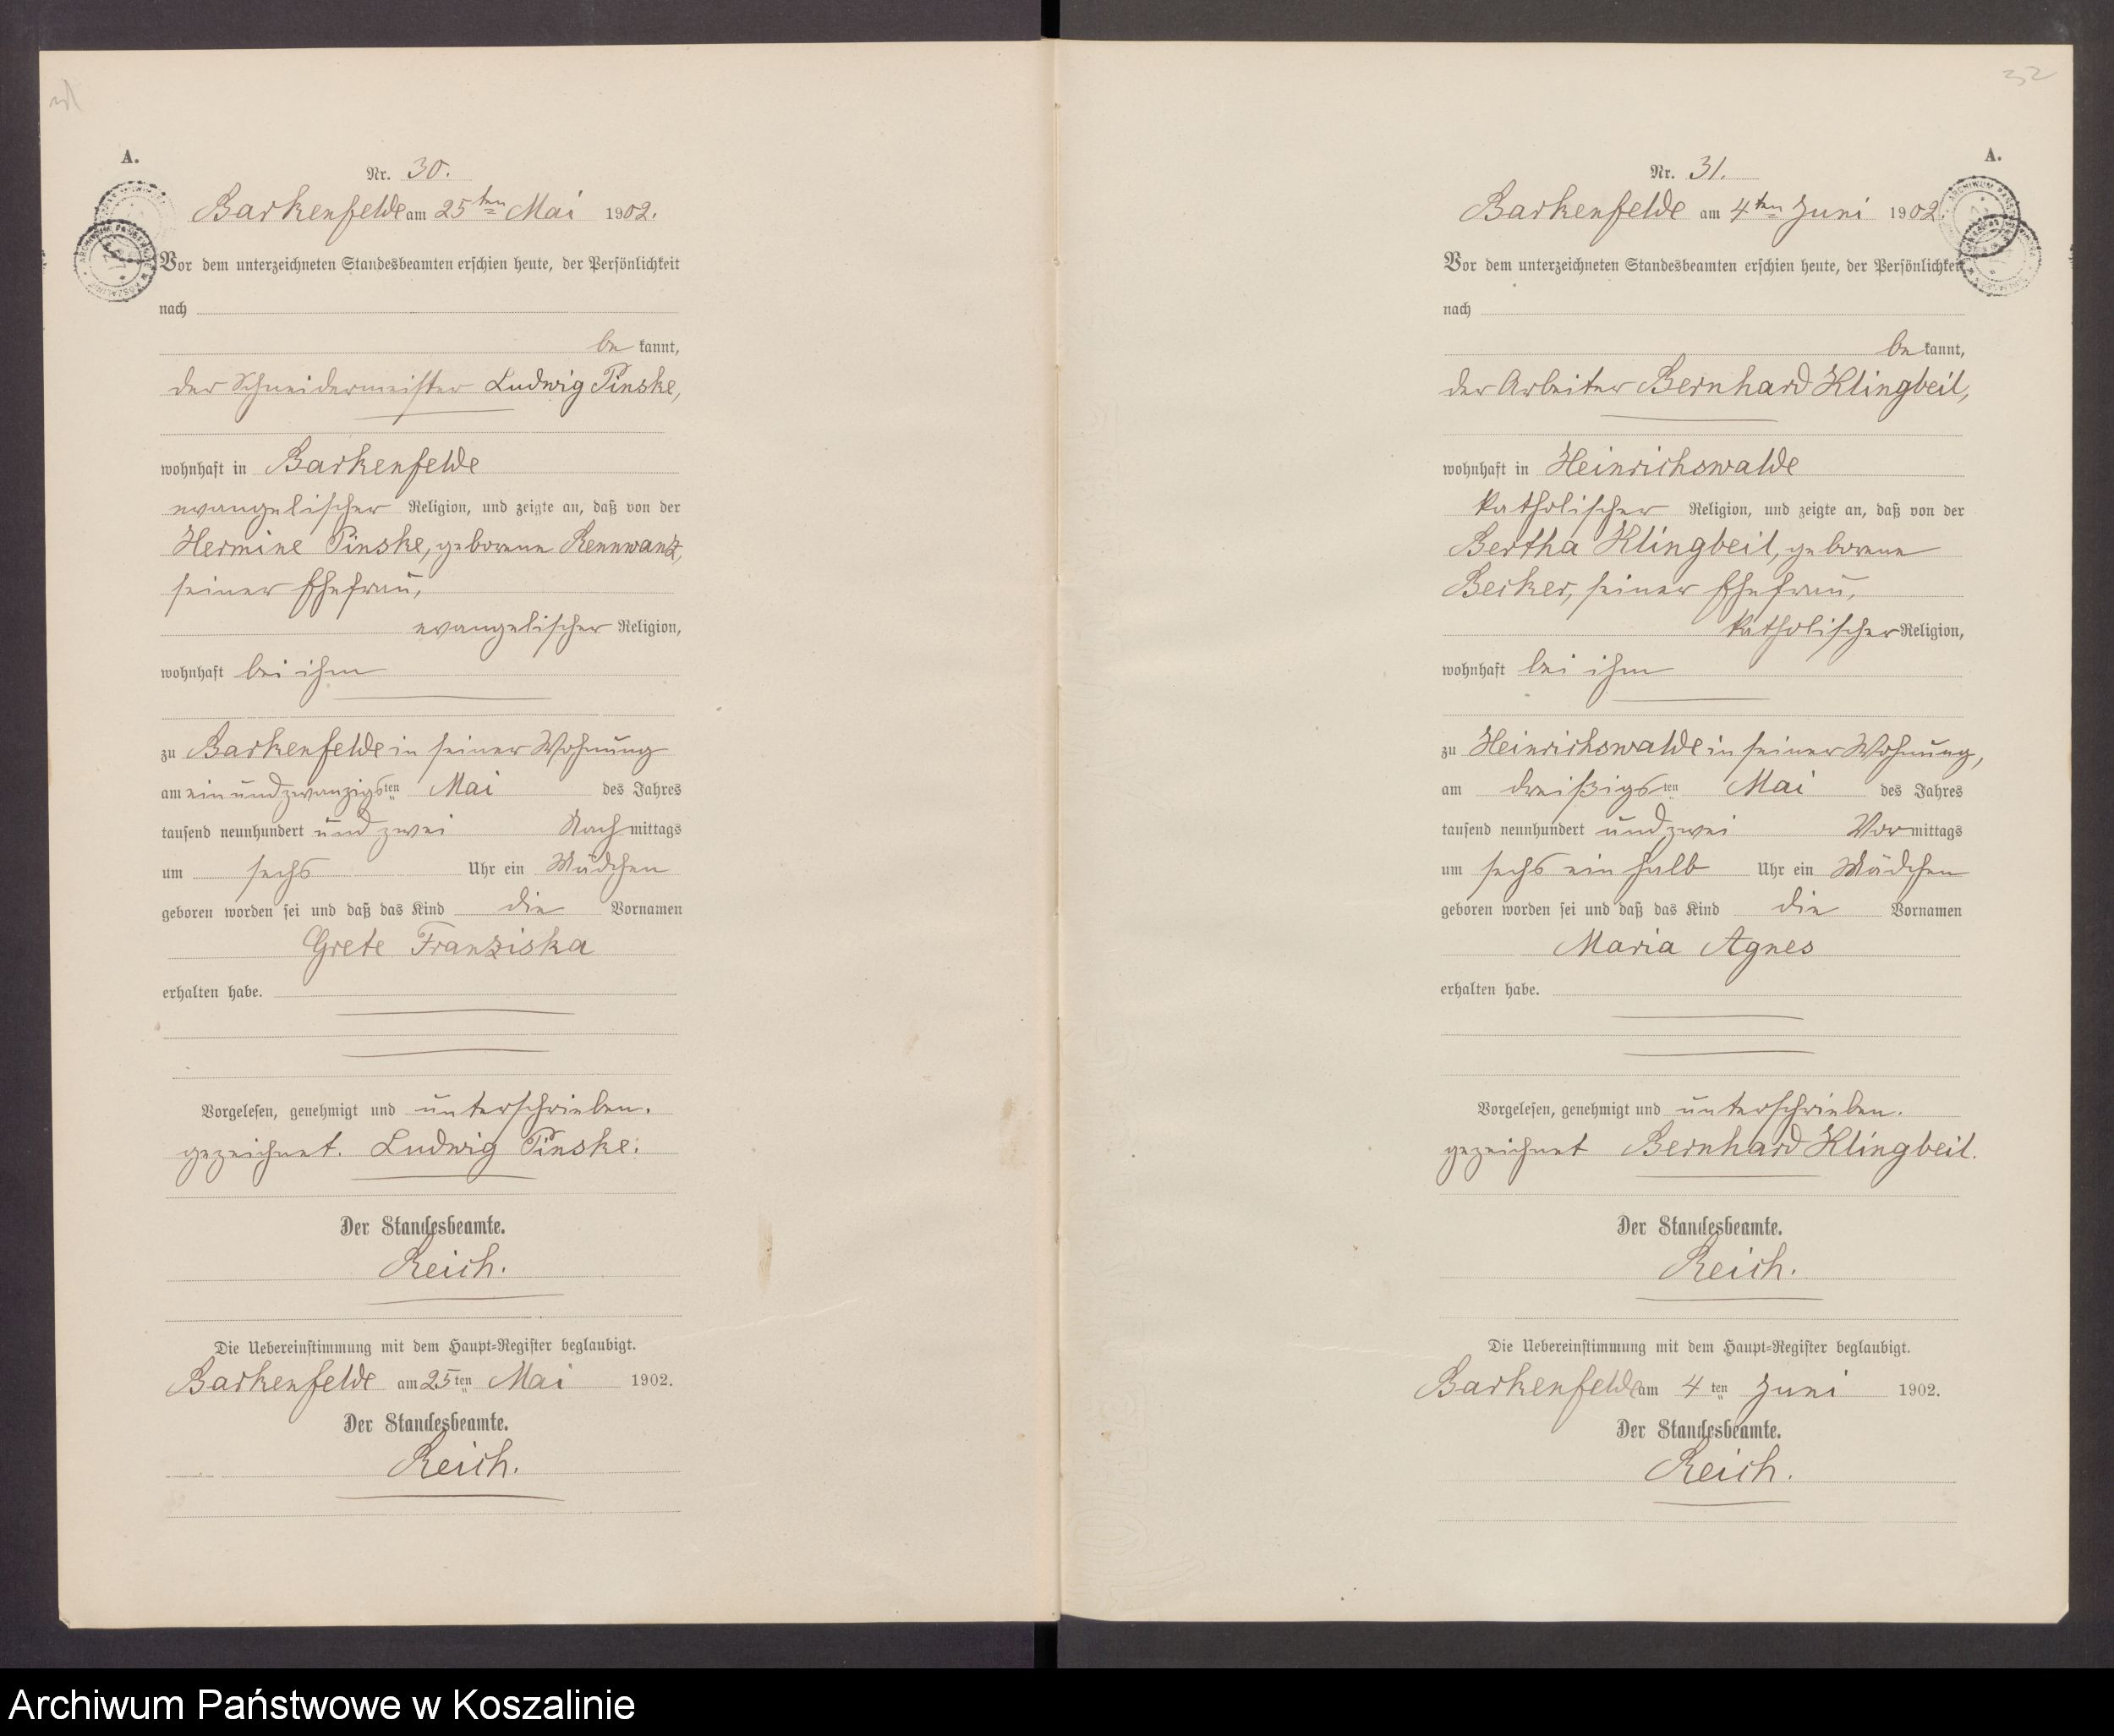 A.
Nr. 30.
Barkenfelde am 25ten Mai 1902.
Vor dem unterzeichneten Standesbeamten erschien heute, der Persönlichkeit
nach
be kannt,
der Schneidermeister Ludwig Pinske,
wohnhaft in Barkenfelde
evangelischer Religion, und zeigte an, daß von der
Hermine Pinske, geborene Rennwanz,
seiner Ehefrau,
evangelischer Religion,
wohnhaft bei ihm
zu Barkenfelde in seiner Wohnung
am einundzwanzigsten Mai des Jahres
tausend neunhundert und zwei Nachmittags
um sechs Uhr ein Mädchen
geboren worden sei und daß das Kind die Vornamen
Grete Franziska
erhalten habe.
Vorgelesen, genehmigt und unterschrieben.
gezeichnet. Ludwig Pinske.
Der Standesbeamte.
Reich.
Die Uebereinstimmung mit dem Haupt=Register beglaubigt.
Barkenfelde am 25ten Mai 1902.
Der Standesbeamte.
Reich.
32
A.
Nr. 31.
Barkenfelde am 4ten Juni 1902.
Vor dem unterzeichneten Standesbeamten erschien heute, der Persönlichkeit
nach
be kannt,
der Arbeiter Bernhard Klingbeil,
wohnhaft in Heinrichswalde
katholischer Religion, und zeigte an, daß von der
Bertha Klingbeil, geborene
Becker, seiner Ehefrau,
katholischer Religion,
wohnhaft bei ihm
zu Heinrichswalde in seiner Wohnung,
am dreißigsten Mai des Jahres
tausend neunhundert und zwei Vormittags
um sechs ein halb Uhr ein Mädchen
geboren worden sei und daß das Kind die Vornamen
Maria Agnes
erhalten habe.
Vorgelesen, genehmigt und unterschrieben.
gezeichnet Bernhard Klingbeil.
Der Standesbeamte.
Reich.
Die Uebereinstimmung mit dem Haupt=Register beglaubigt.
Barkenfelde am 4ten Juni 1902.
Der Standesbeamte.
Reich.
Archiwum Państwowe w Koszalinie